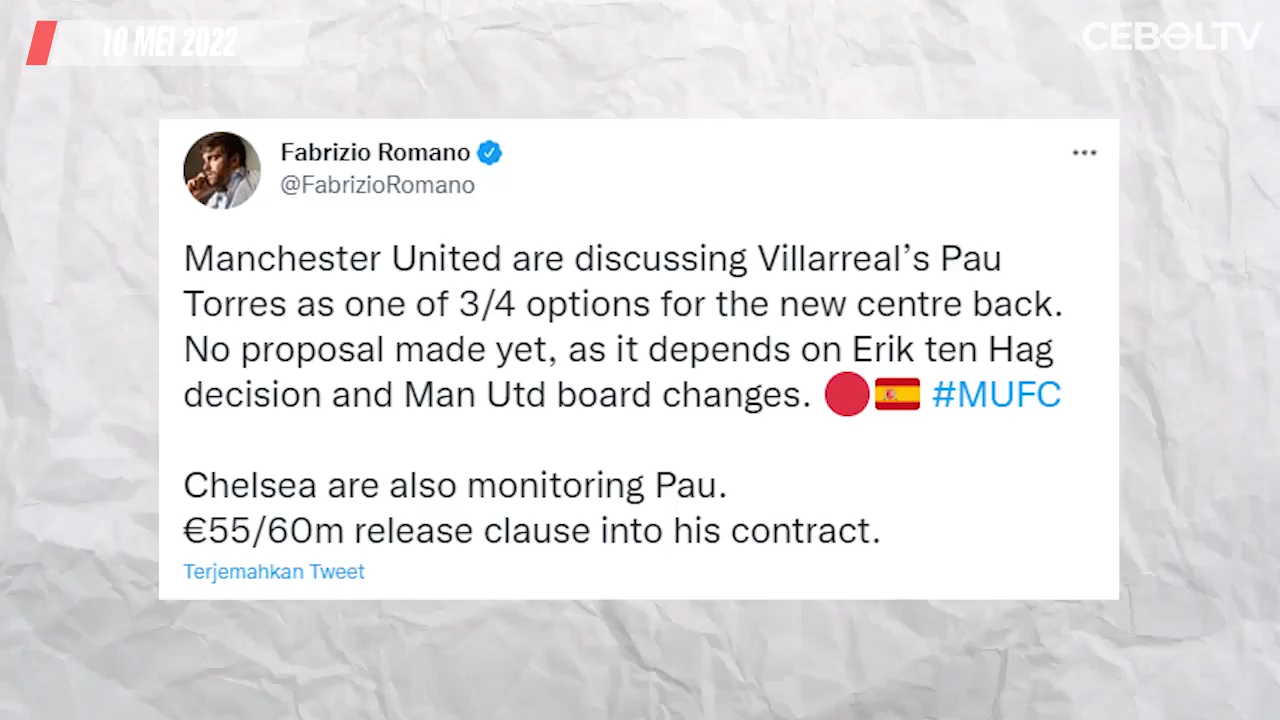 10 MEI 2022
CEBOLTV
Fabrizio Romano
@FabrizioRomano
Manchester United are discussing Villarreal’s Pau
Torres as one of 3/4 options for the new centre back.
No proposal made yet, as it depends on Erik ten Hag
decision and Man Utd board changes. 🔴🇪🇸 #MUFC
Chelsea are also monitoring Pau.
€55/60m release clause into his contract.
Terjemahkan Tweet